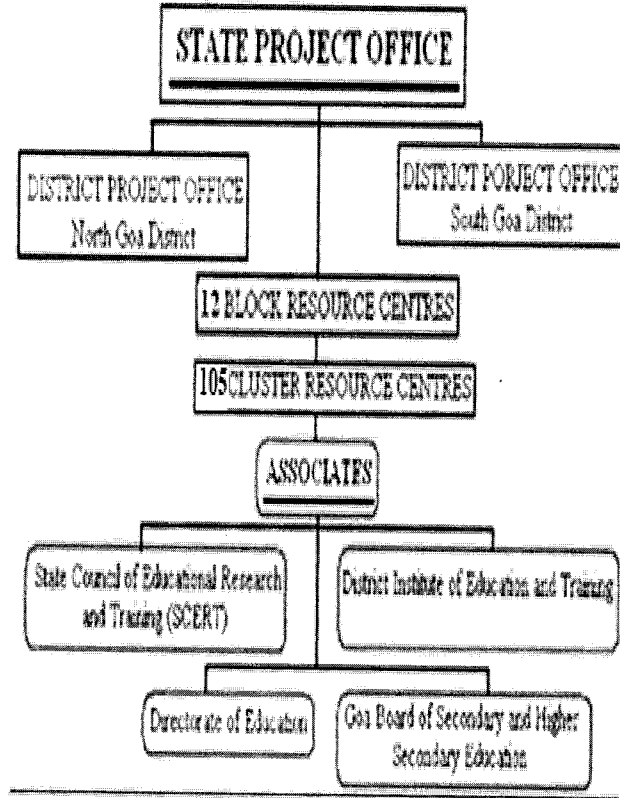 STATE PROJECT OFFICE
DISTRICT PROJECT OFFICE
North Goa District
DISTRICT PORJECT OFFICE
South Goa District
12 BLOCK RESOURCE CENTRES
105 CLUSTER RESOURCE CENTRES
ASSOCIATES
State Council of Educational Research
and Training (SCERT)
District Institute of Education and Training
Directorate of Education
Goa Board of Secondary and Higher
Secondary Education